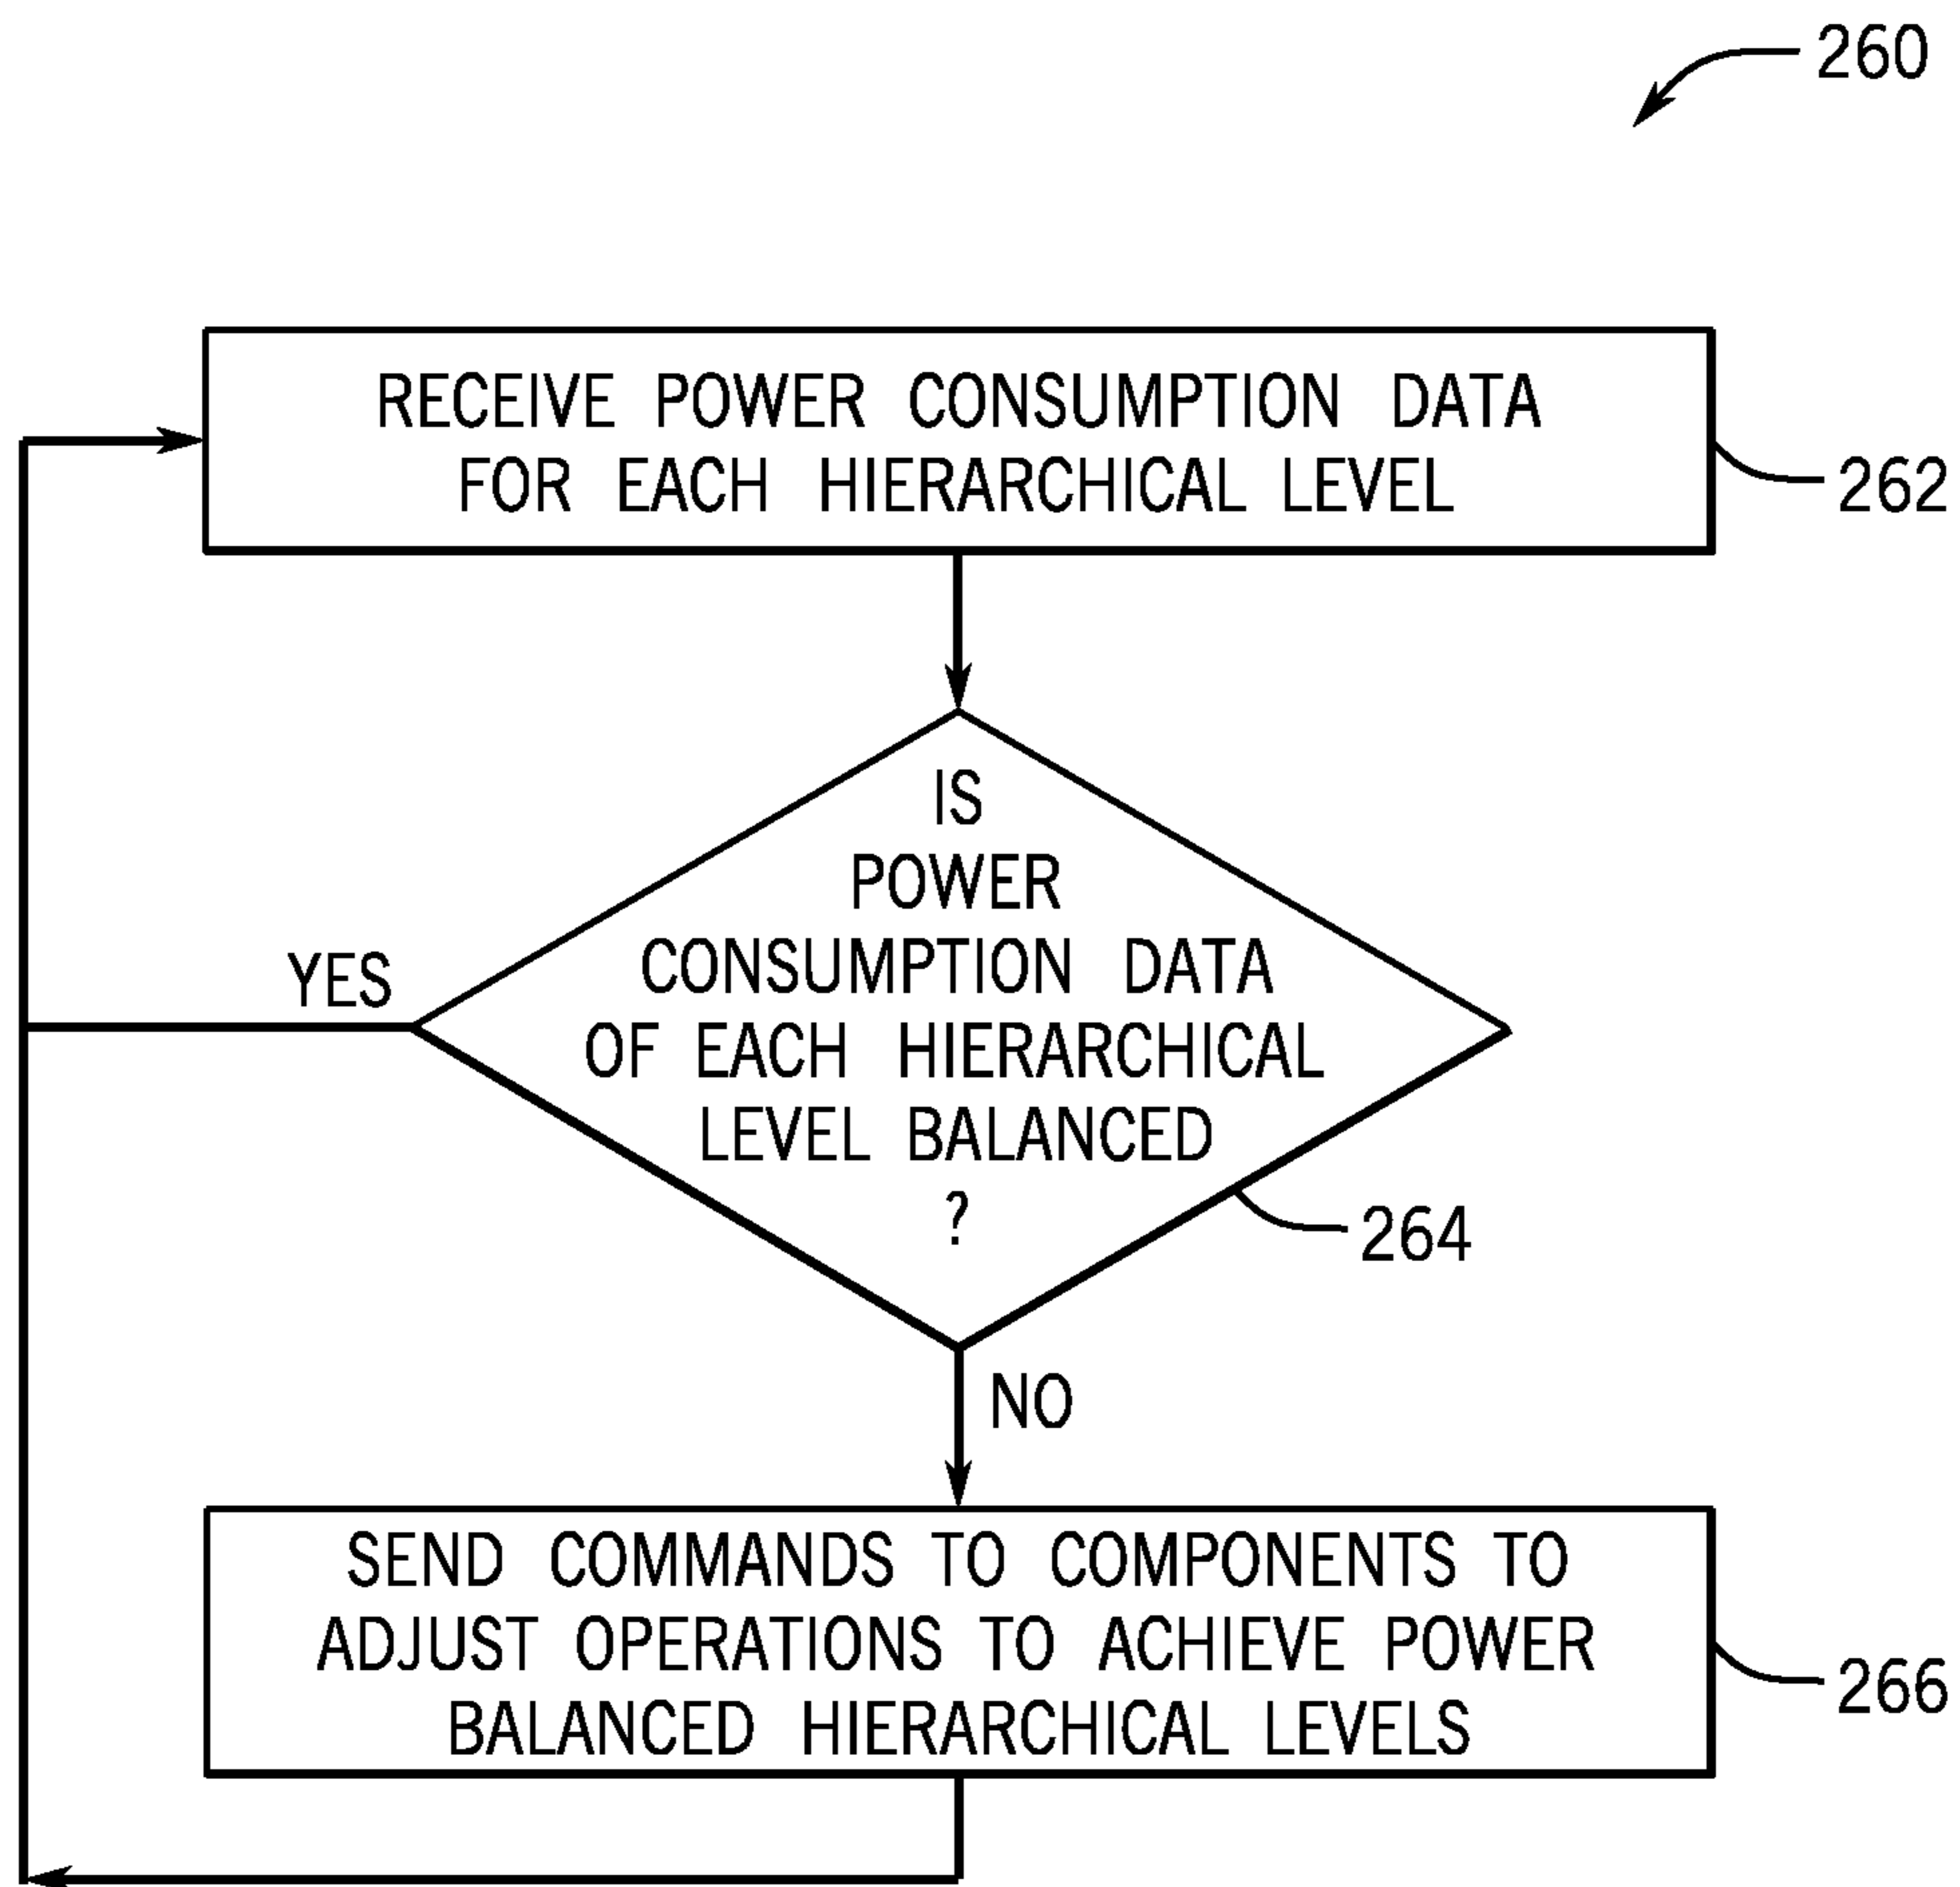 260
RECEIVE POWER CONSUMPTION DATA
FOR EACH HIERARCHICAL LEVEL
262
IS
POWER
CONSUMPTION DATA
OF EACH HIERARCHICAL
LEVEL BALANCED
?
YES
264
NO
SEND COMMANDS TO COMPONENTS TO
ADJUST OPERATIONS TO ACHIEVE POWER
BALANCED HIERARCHICAL LEVELS
266